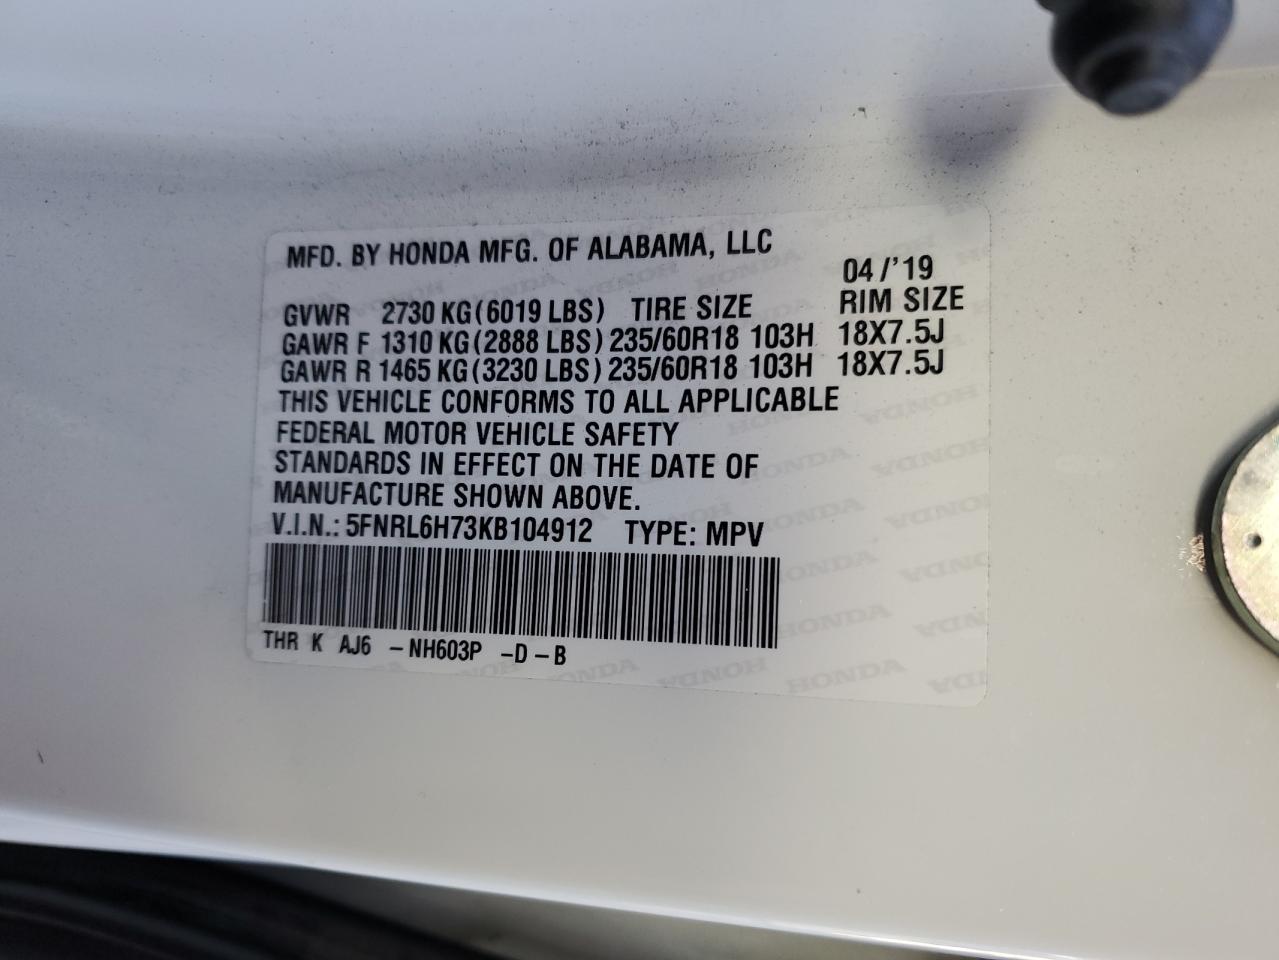 MFD. BY HONDA MFG. OF ALABAMA, LLC
04/'19
GVWR 2730 KG(6019 LBS) TIRE SIZE RIM SIZE
GAWR F 1310 KG(2888 LBS) 235/60R18 103H 18X7.5J
GAWR R 1465 KG(3230 LBS) 235/60R18 103H 18X7.5J
THIS VEHICLE CONFORMS TO ALL APPLICABLE
FEDERAL MOTOR VEHICLE SAFETY
STANDARDS IN EFFECT ON THE DATE OF
MANUFACTURE SHOWN ABOVE.
V.I.N.: 5FNRL6H73KB104912 TYPE: MPV
THR K AJ6 -NH603P -D-B